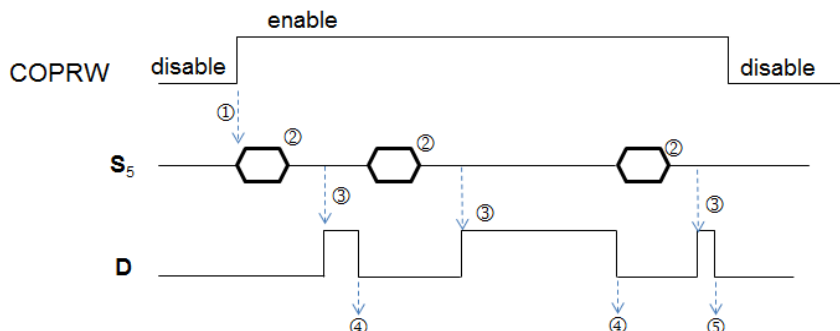 enable
COPRW disable disable
① ② ② ②
S₅
③ ③ ③
D
④ ④ ⑤